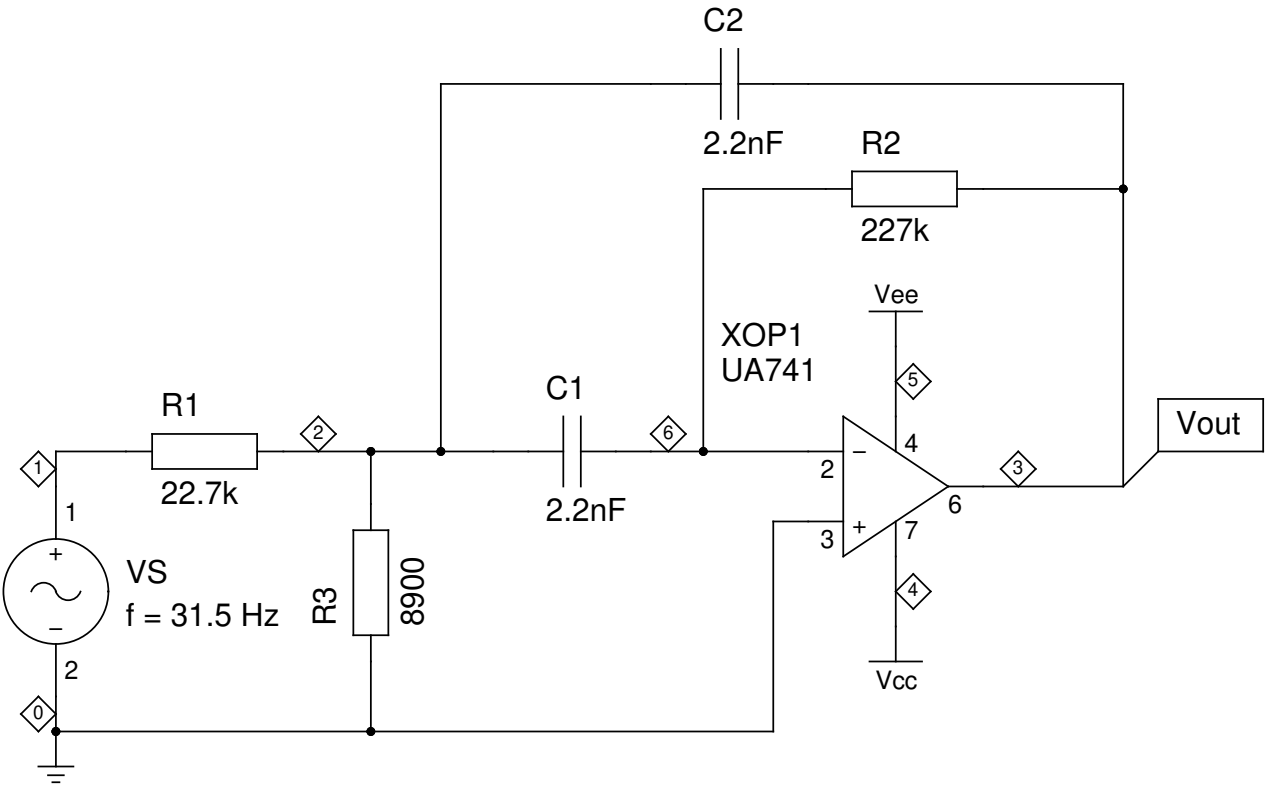 C2
2.2nF
R2
227k
Vee
XOP1
UA741
5
C1
R1
2
6
4
Vout
1
−
2
3
22.7k
2.2nF
6
1
+
3
7
+
VS
f = 31.5 Hz
R3
8900
4
−
2
Vcc
0